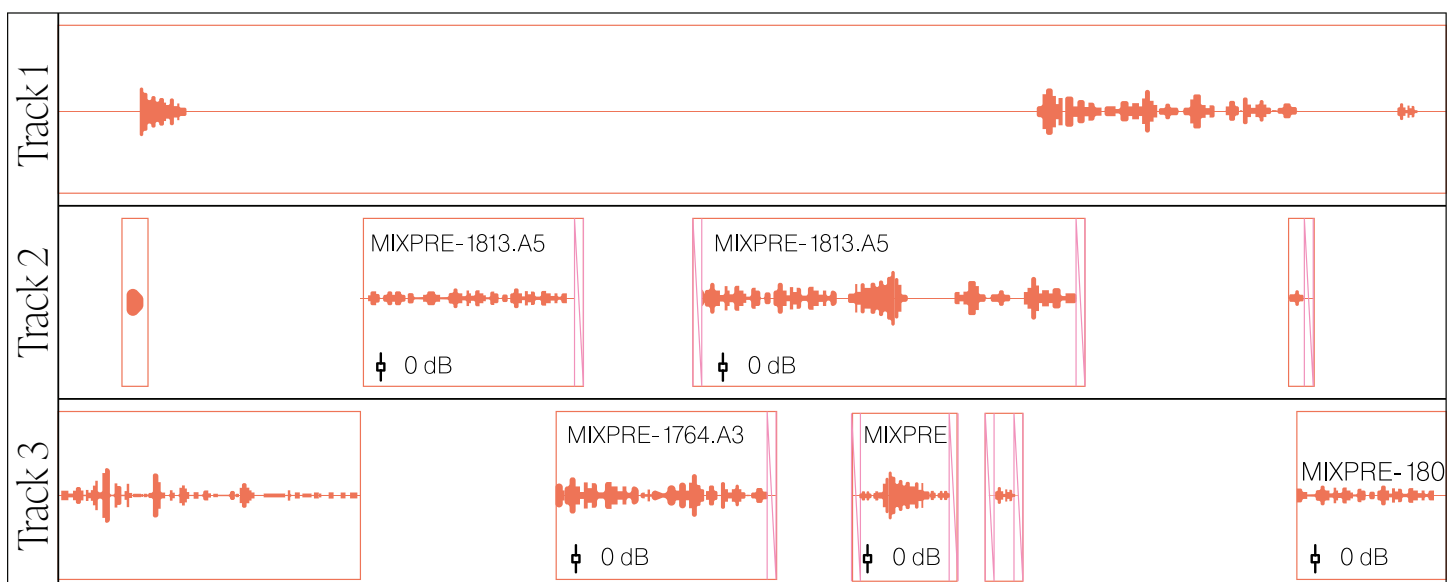 Track 1
Track 2
MIXPRE-1813.A5
0 dB
MIXPRE-1813.A5
0 dB
Track 3
MIXPRE-1764.A3
0 dB
MIXPRE
0 dB
MIXPRE-180
0 dB